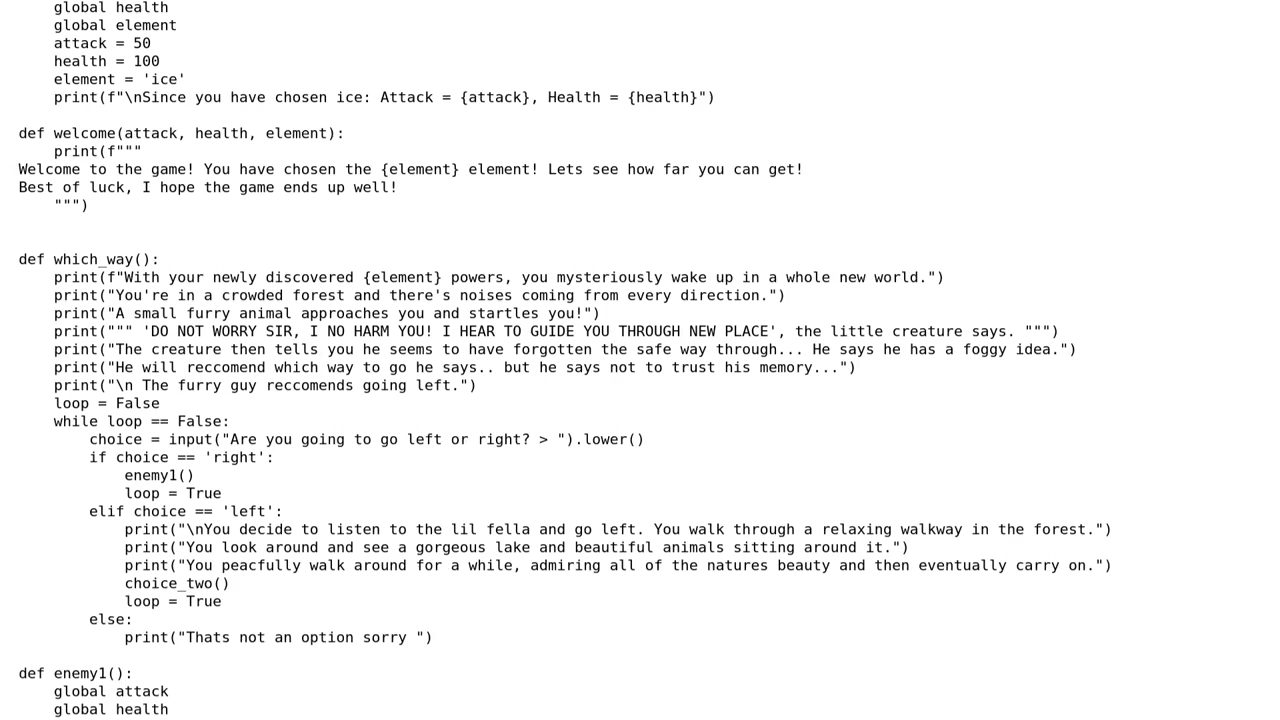 global health
    global element
    attack = 50
    health = 100
    element = 'ice'
    print(f"\nSince you have chosen ice: Attack = {attack}, Health = {health}")

def welcome(attack, health, element):
    print(f"""
Welcome to the game! You have chosen the {element} element! Lets see how far you can get!
Best of luck, I hope the game ends up well!
    """)


def which_way():
    print(f"With your newly discovered {element} powers, you mysteriously wake up in a whole new world.")
    print("You're in a crowded forest and there's noises coming from every direction.")
    print("A small furry animal approaches you and startles you!")
    print(""" 'DO NOT WORRY SIR, I NO HARM YOU! I HEAR TO GUIDE YOU THROUGH NEW PLACE', the little creature says. """)
    print("The creature then tells you he seems to have forgotten the safe way through... He says he has a foggy idea.")
    print("He will reccomend which way to go he says.. but he says not to trust his memory...")
    print("\n The furry guy reccomends going left.")
    loop = False
    while loop == False:
        choice = input("Are you going to go left or right? > ").lower()
        if choice == 'right':
            enemy1()
            loop = True
        elif choice == 'left':
            print("\nYou decide to listen to the lil fella and go left. You walk through a relaxing walkway in the forest.")
            print("You look around and see a gorgeous lake and beautiful animals sitting around it.")
            print("You peacfully walk around for a while, admiring all of the natures beauty and then eventually carry on.")
            choice_two()
            loop = True
        else:
            print("Thats not an option sorry ")

def enemy1():
    global attack
    global health